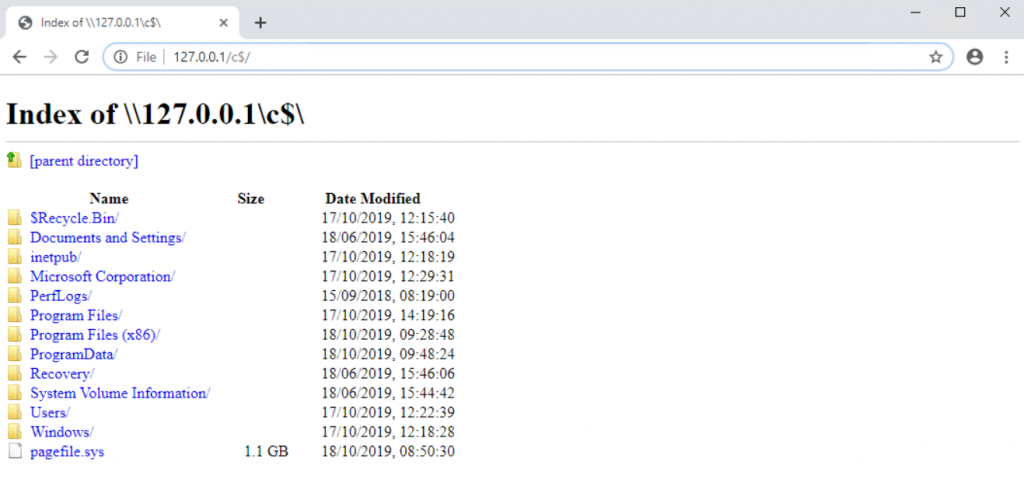 Index of \\127.0.0.1\c$\
File | 127.0.0.1/c$/
Index of \\127.0.0.1\c$\
[parent directory]
Name Size Date Modified
$Recycle.Bin/ 17/10/2019, 12:15:40
Documents and Settings/ 18/06/2019, 15:46:04
inetpub/ 17/10/2019, 12:18:19
Microsoft Corporation/ 17/10/2019, 12:29:31
PerfLogs/ 15/09/2018, 08:19:00
Program Files/ 17/10/2019, 14:19:16
Program Files (x86)/ 18/10/2019, 09:28:48
ProgramData/ 18/10/2019, 09:48:24
Recovery/ 18/06/2019, 15:46:06
System Volume Information/ 18/06/2019, 15:44:42
Users/ 17/10/2019, 12:22:39
Windows/ 17/10/2019, 12:18:28
pagefile.sys 1.1 GB 18/10/2019, 08:50:30